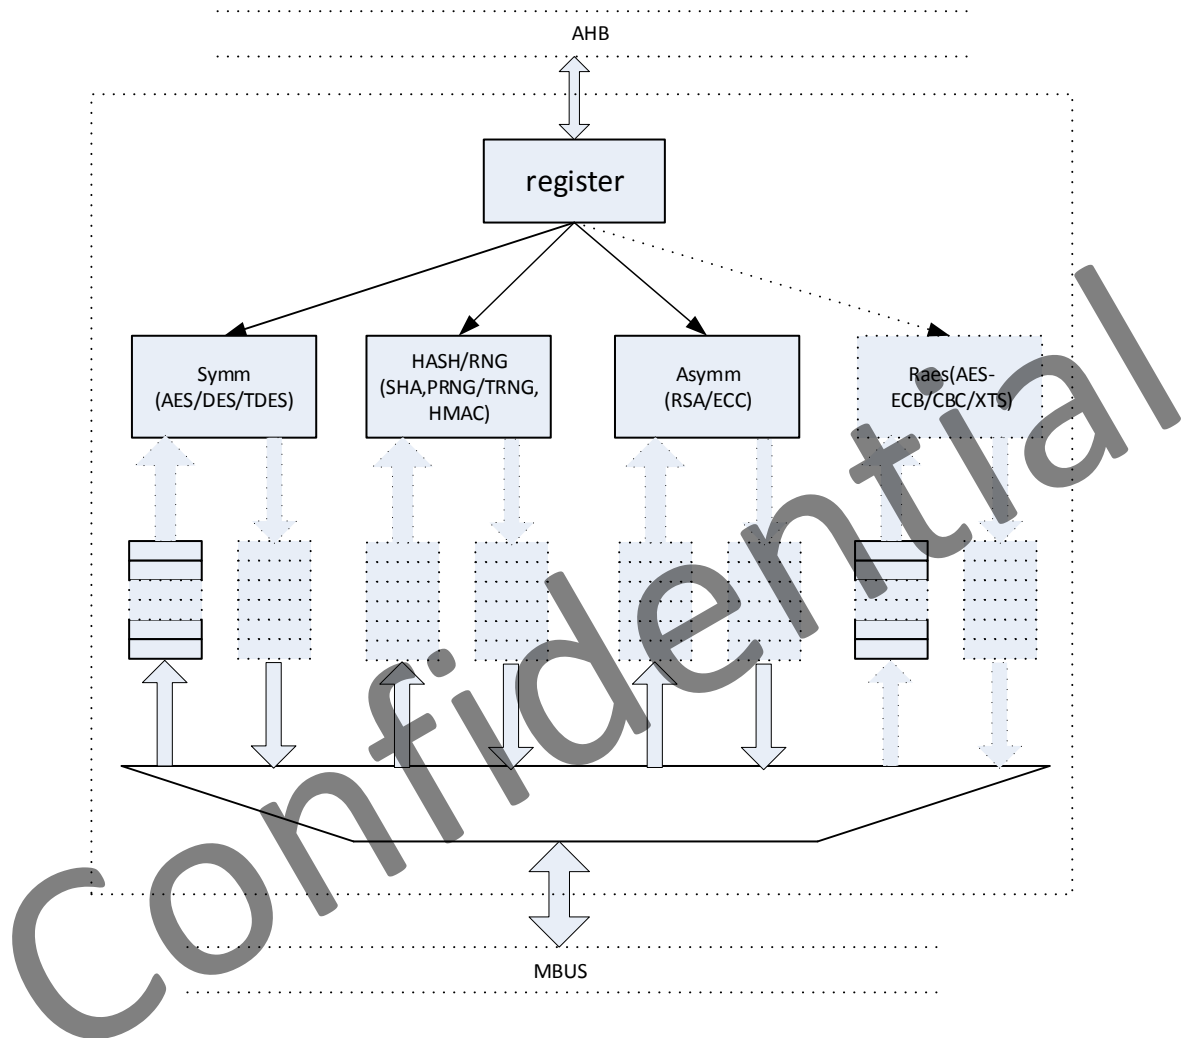 AHB
register
Symm
(AES/DES/TDES)
HASH/RNG
(SHA,PRNG/TRNG,
HMAC)
Asymm
(RSA/ECC)
Raes(AES-
ECB/CBC/XTS)
MBUS
Confidential